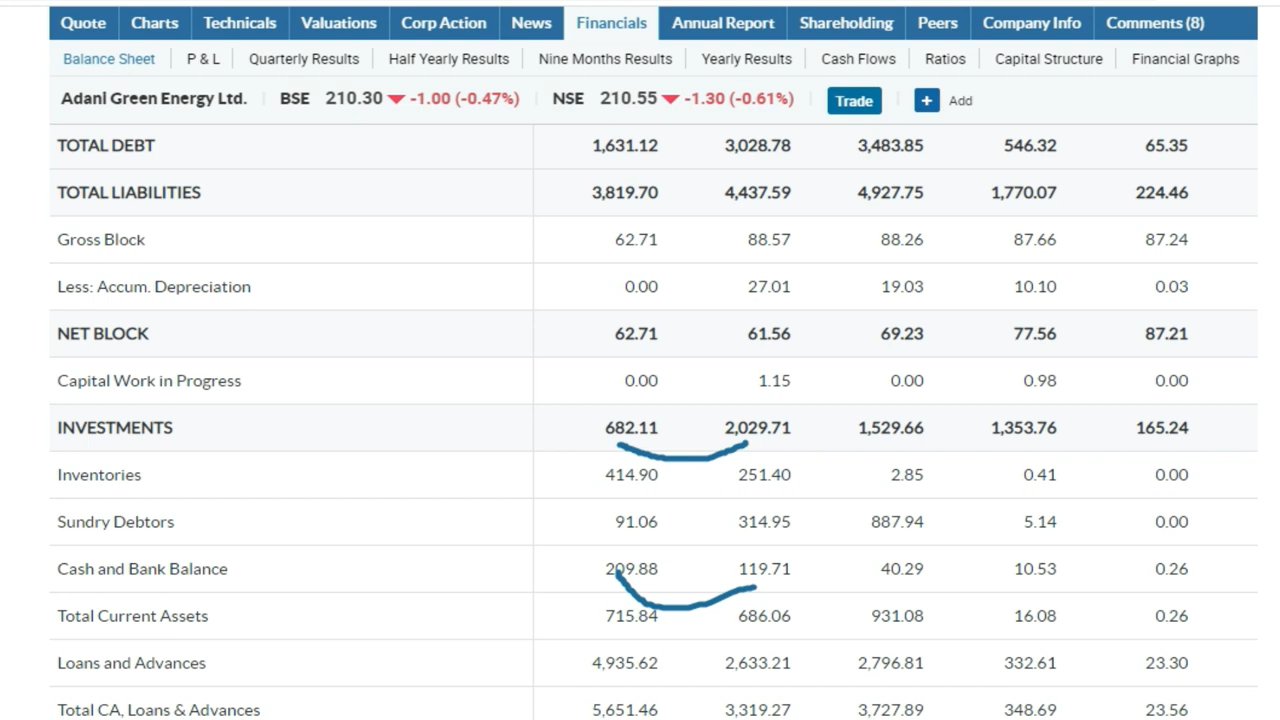 Quote Charts Technicals Valuations Corp Action News Financials Annual Report Shareholding Peers Company Info Comments (8)
Balance Sheet P & L Quarterly Results Half Yearly Results Nine Months Results Yearly Results Cash Flows Ratios Capital Structure Financial Graphs
Adani Green Energy Ltd. BSE 210.30 -1.00 (-0.47%) NSE 210.55 -1.30 (-0.61%) Trade + Add
TOTAL DEBT 1,631.12 3,028.78 3,483.85 546.32 65.35
TOTAL LIABILITIES 3,819.70 4,437.59 4,927.75 1,770.07 224.46
Gross Block 62.71 88.57 88.26 87.66 87.24
Less: Accum. Depreciation 0.00 27.01 19.03 10.10 0.03
NET BLOCK 62.71 61.56 69.23 77.56 87.21
Capital Work in Progress 0.00 1.15 0.00 0.98 0.00
INVESTMENTS 682.11 2,029.71 1,529.66 1,353.76 165.24
Inventories 414.90 251.40 2.85 0.41 0.00
Sundry Debtors 91.06 314.95 887.94 5.14 0.00
Cash and Bank Balance 209.88 119.71 40.29 10.53 0.26
Total Current Assets 715.84 686.06 931.08 16.08 0.26
Loans and Advances 4,935.62 2,633.21 2,796.81 332.61 23.30
Total CA, Loans & Advances 5,651.46 3,319.27 3,727.89 348.69 23.56